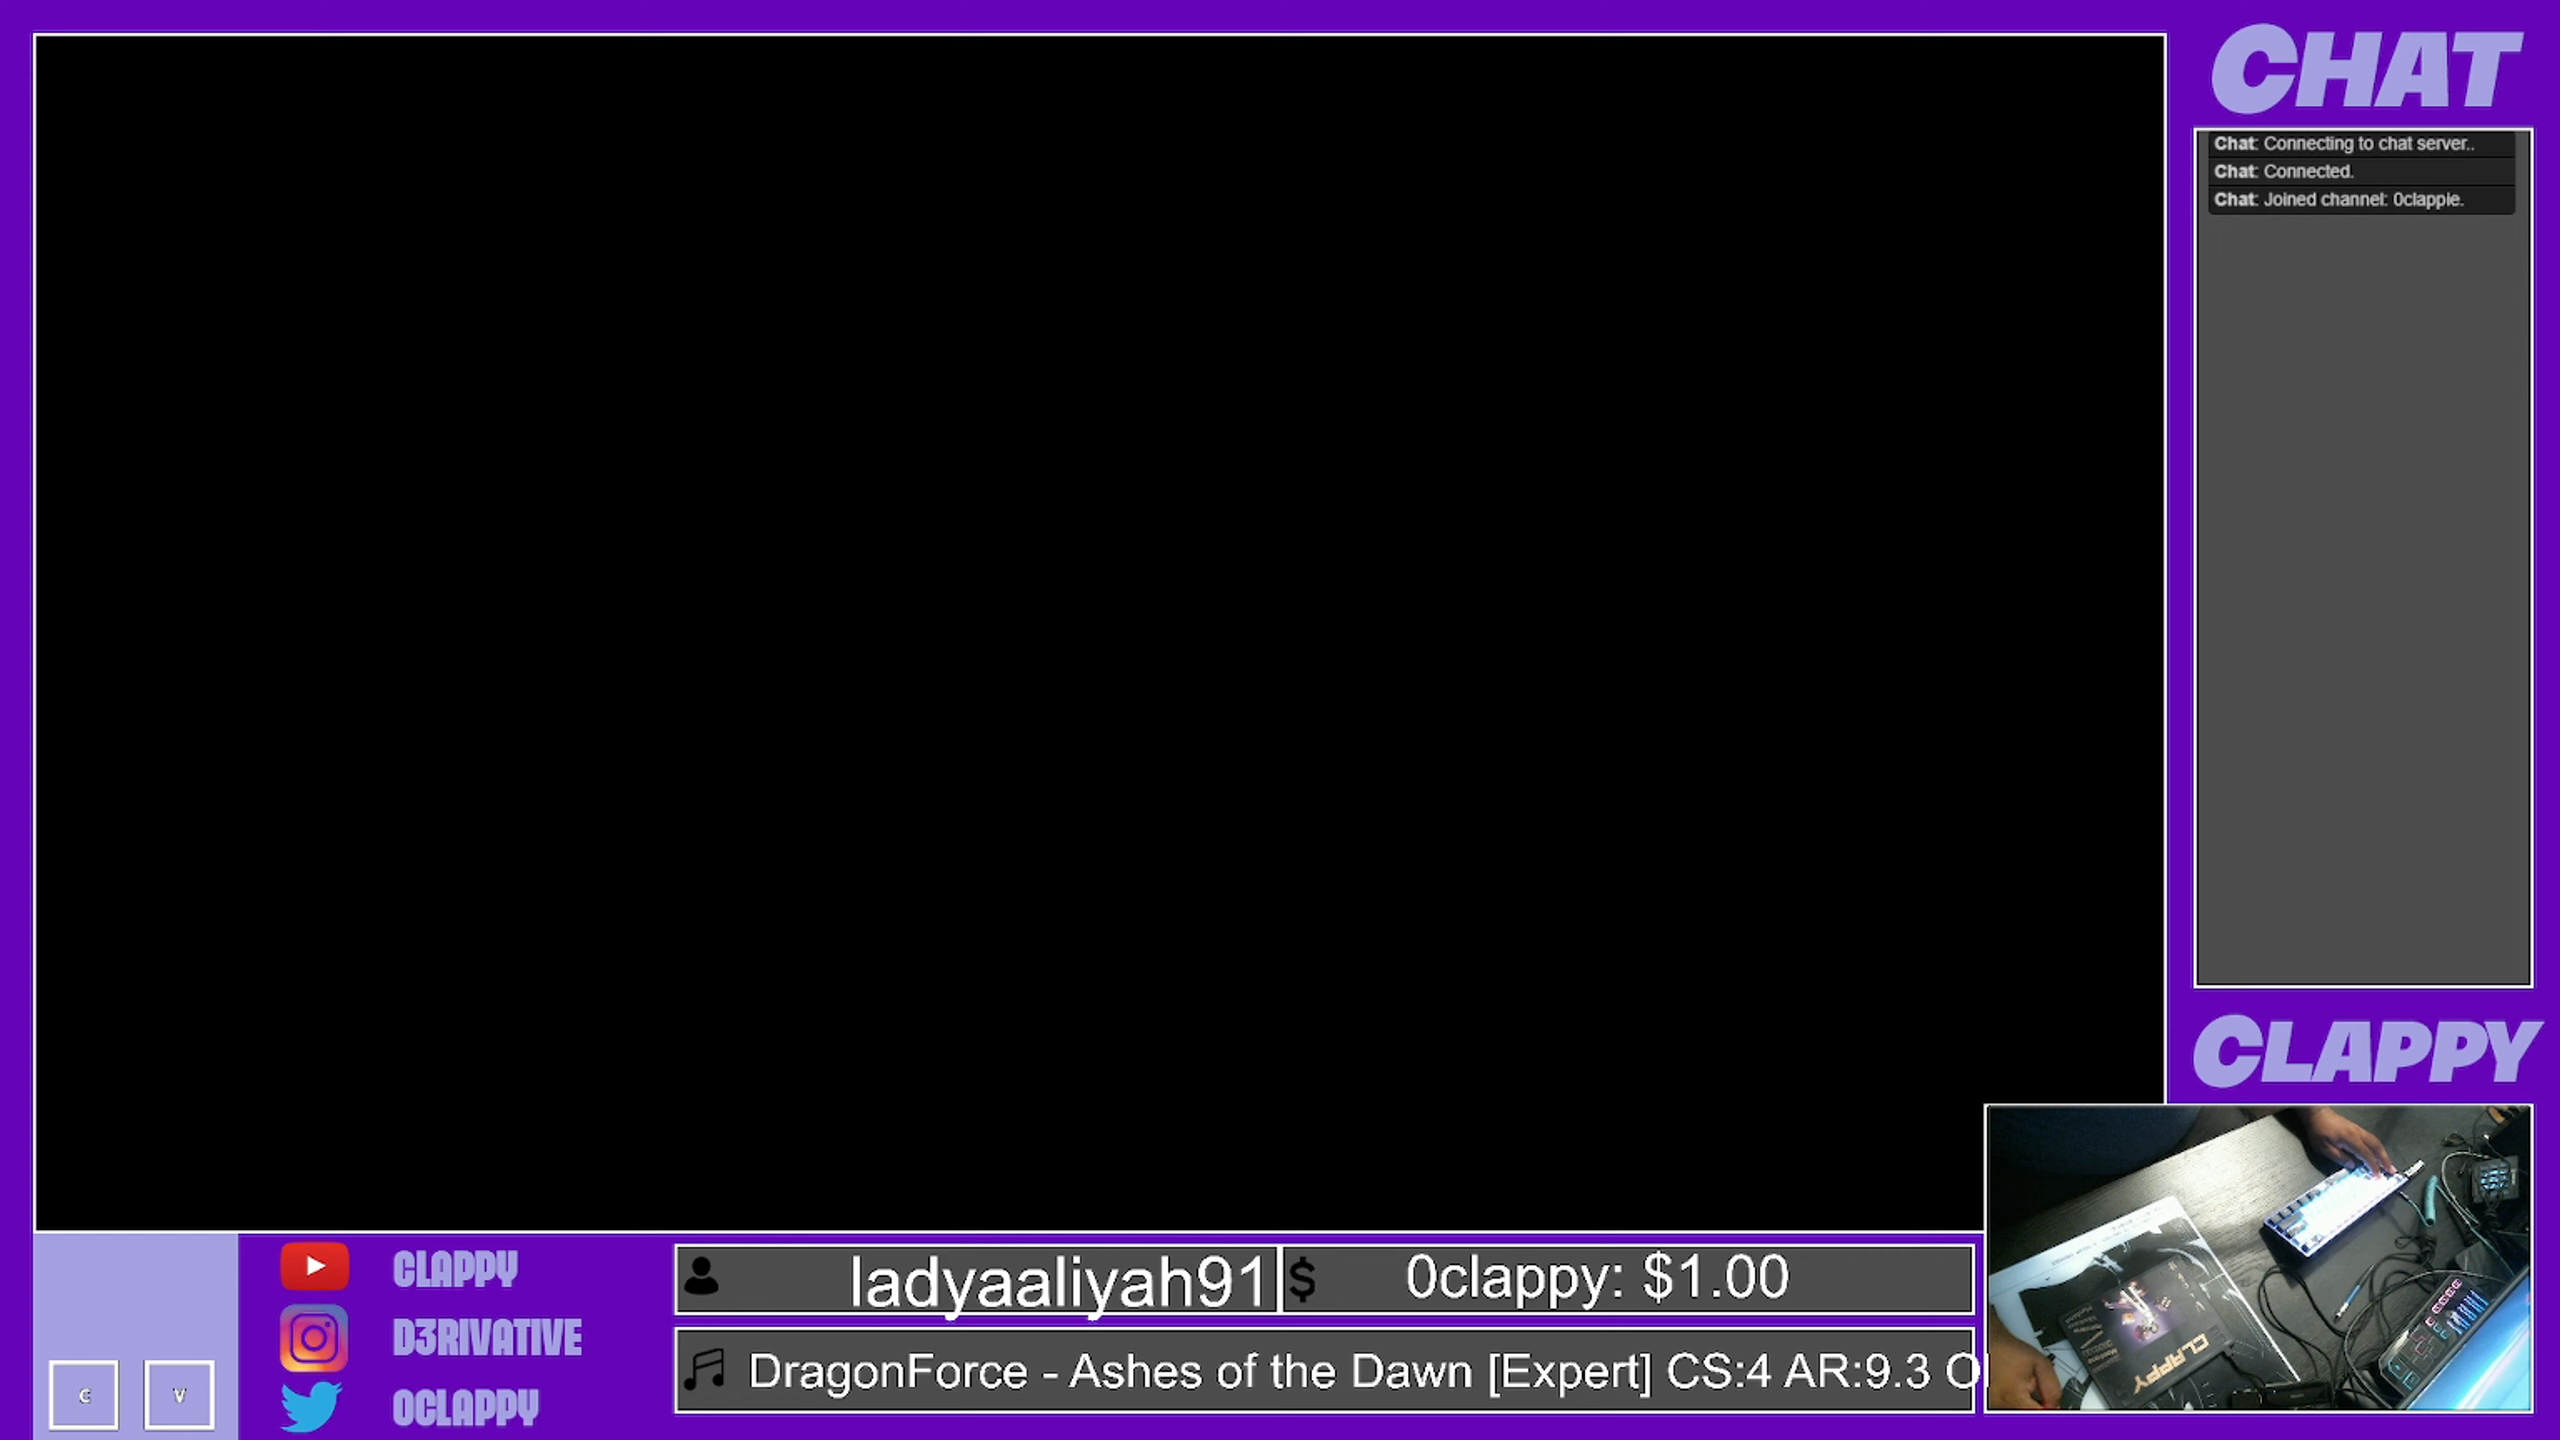 CHAT
Chat: Connecting to chat server..
Chat: Connected.
Chat: Joined channel: 0clappie.
CLAPPY
CLAPPY
D3RIVATIVE
0CLAPPY
C
V
ladyaaliyah91
$ 0clappy: $1.00
DragonForce - Ashes of the Dawn [Expert] CS:4 AR:9.3 O
CLAPPY